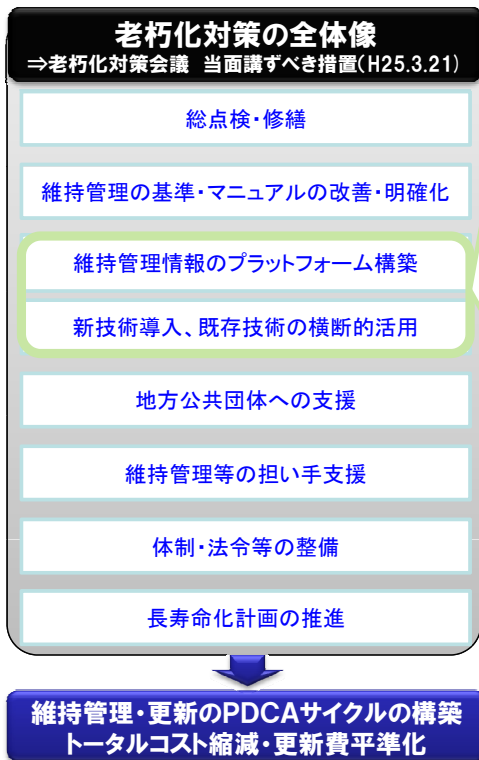 老朽化対策の全体像
⇒老朽化対策会議 当面講ずべき措置(H25.3.21)
総点検・修繕
維持管理の基準・マニュアルの改善・明確化
維持管理情報のプラットフォーム構築
新技術導入、既存技術の横断的活用
地方公共団体への支援
維持管理等の担い手支援
体制・法令等の整備
長寿命化計画の推進
維持管理・更新のPDCAサイクルの構築
トータルコスト縮減・更新費平準化